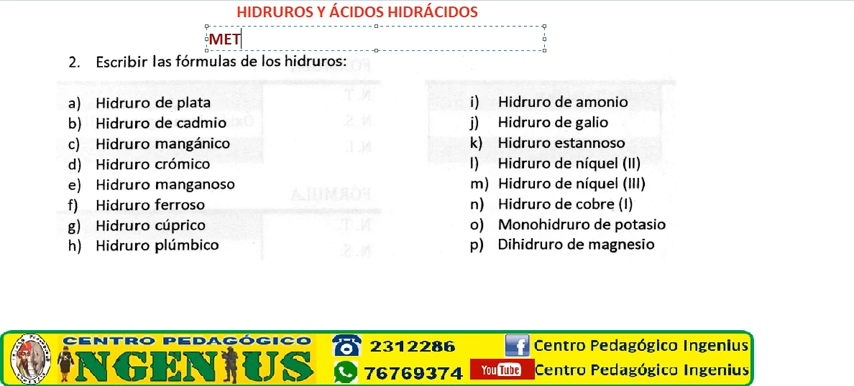 HIDRUROS Y ÁCIDOS HIDRÁCIDOS
MET
2. Escribir las fórmulas de los hidruros:
a) Hidruro de plata
b) Hidruro de cadmio
c) Hidruro mangánico
d) Hidruro crómico
e) Hidruro manganoso
f) Hidruro ferroso
g) Hidruro cúprico
h) Hidruro plúmbico
i) Hidruro de amonio
j) Hidruro de galio
k) Hidruro estannoso
l) Hidruro de níquel (II)
m) Hidruro de níquel (III)
n) Hidruro de cobre (I)
o) Monohidruro de potasio
p) Dihidruro de magnesio
CENTRO PEDAGÓGICO
INGENIUS
2312286
76769374
f Centro Pedagógico Ingenius
You Tube Centro Pedagógico Ingenius